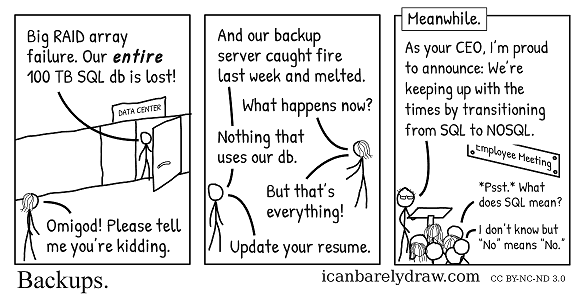 Big RAID array
failure. Our entire
100 TB SQL db is lost!
DATA CENTER
Omigod! Please tell
me you're kidding.
And our backup
server caught fire
last week and melted.
What happens now?
Nothing that
uses our db.
But that's
everything!
Update your resume.
Meanwhile.
As your CEO, I'm proud
to announce: We're
keeping up with the
times by transitioning
from SQL to NOSQL.
Employee Meeting
*Psst.* What
does SQL mean?
I don't know but
"No" means "No."
Backups.
icanbarelydraw.com CC BY-NC-ND 3.0